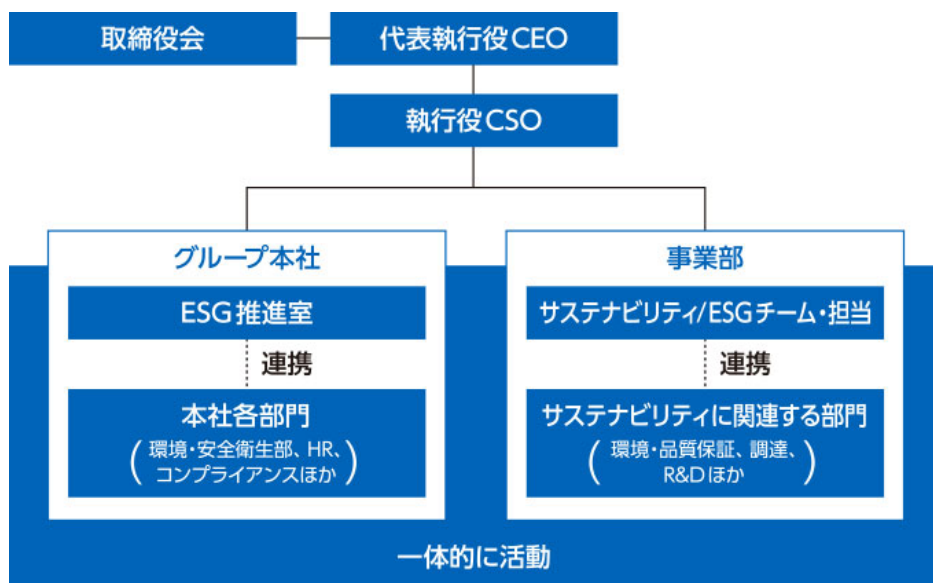 取締役会
代表執行役CEO
執行役CSO
グループ本社
ESG推進室
連携
本社各部門
（環境・安全衛生部、HR、
コンプライアンスほか）
事業部
サステナビリティ/ESGチーム・担当
連携
サステナビリティに関連する部門
（環境・品質保証、調達、
R&Dほか）
一体的に活動